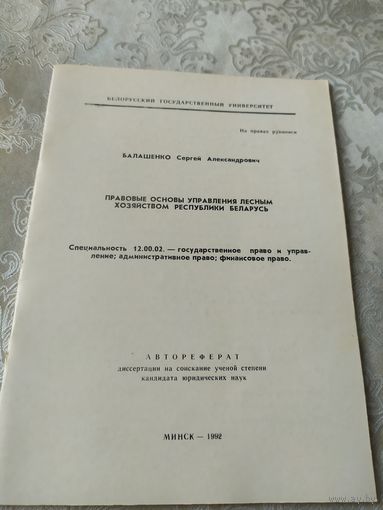 БЕЛОРУССКИЙ ГОСУДАРСТВЕННЫЙ УНИВЕРСИТЕТ
На правах рукописи
БАЛАШЕНКО Сергей Александрович
ПРАВОВЫЕ ОСНОВЫ УПРАВЛЕНИЯ ЛЕСНЫМ
ХОЗЯЙСТВОМ РЕСПУБЛИКИ БЕЛАРУСЬ
Специальность 12.00.02. — государственное право и управ-
ление; административное право; финансовое право.
АВТОРЕФЕРАТ
диссертации на соискание ученой степени
кандидата юридических наук
МИНСК — 1992